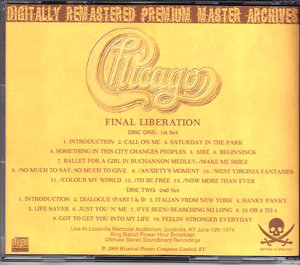 DIGITALLY REMASTERED PREMIUM MASTER ARCHIVES
Chicago
FINAL LIBERATION
DISC ONE: 1st Set
1. INTRODUCTION 2. CALL ON ME 3. SATURDAY IN THE PARK
4. SOMETHING IN THIS CITY CHANGES PEOPLES 5. AIRE 6. BEGINNINGS
7. BALLET FOR A GIRL IN BUCHANNON MEDLEY:/MAKE ME SMILE
8. /SO MUCH TO SAY, SO MUCH TO GIVE 9. /ANXIETY'S MOMENT 10. /WEST VIRGINIA FANTASIES
11. /COLOUR MY WORLD 12. /TO BE FREE 13. /NOW MORE THAN EVER
DISC TWO: 2nd Set
1. INTRODUCTION 2. DIALOGUE (PART I & II) 3. ITALIAN FROM NEW YORK 4. HANKY PANKY
5. LIFE SAVER 6. JUST YOU 'N' ME 7. (I'VE BEEN) SEARCHING SO LONG 8. 25 OR 6 TO 4
9. GOT TO GET YOU INTO MY LIFE 10. FEELIN' STRONGER EVERYDAY
Live At Louisville Memorial Auditorium, Louisville, KY June 12th 1974
King Biscuit Flower Hour Broadcast
Ultimate Stereo Soundboard Recordings
℗ © 2009 Historical Pirates Company Limited, EU